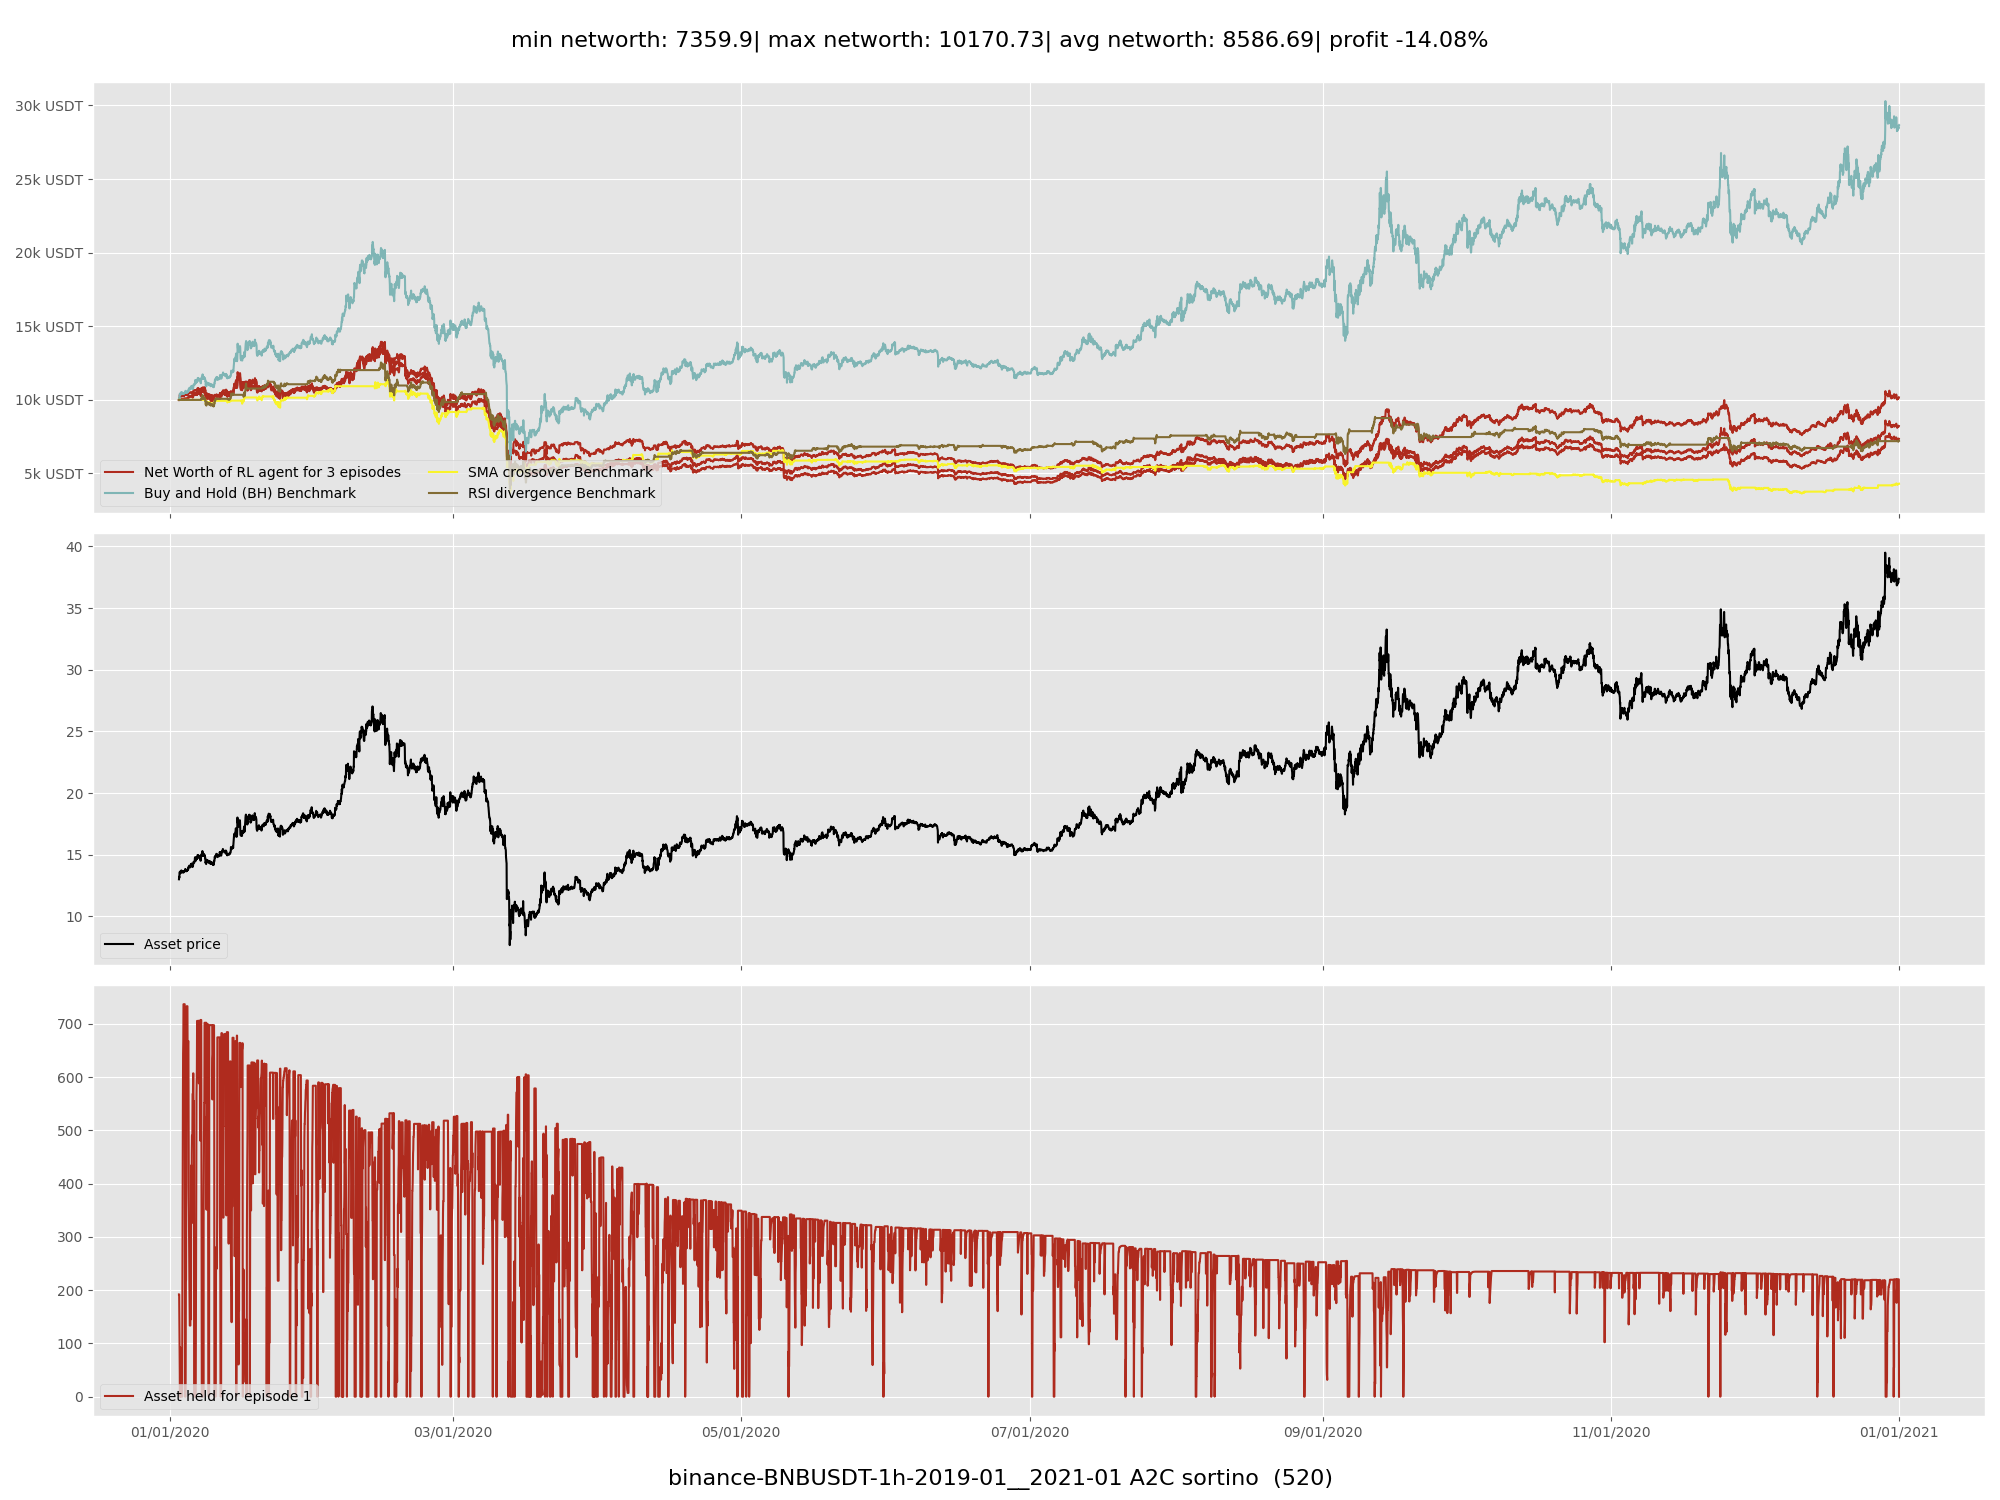 min networth: 7359.9| max networth: 10170.73| avg networth: 8586.69| profit -14.08%
30k USDT
25k USDT
20k USDT
15k USDT
10k USDT
5k USDT
Net Worth of RL agent for 3 episodes
Buy and Hold (BH) Benchmark
SMA crossover Benchmark
RSI divergence Benchmark
40
35
30
25
20
15
10
Asset price
700
600
500
400
300
200
100
0
Asset held for episode 1
01/01/2020 03/01/2020 05/01/2020 07/01/2020 09/01/2020 11/01/2020 01/01/2021
binance-BNBUSDT-1h-2019-01__2021-01 A2C sortino (520)